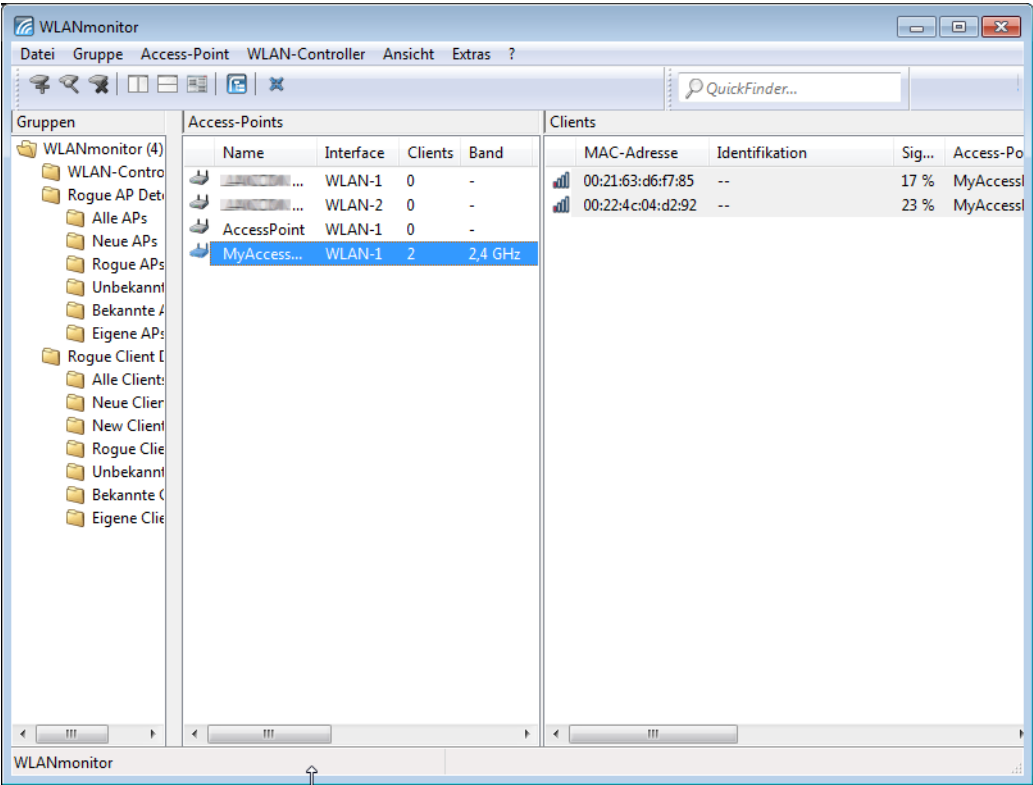 WLANmonitor
Datei Gruppe Access-Point WLAN-Controller Ansicht Extras ?
QuickFinder...
Gruppen
WLANmonitor (4)
WLAN-Contro
Rogue AP Det
Alle APs
Neue APs
Rogue APs
Unbekannt
Bekannte A
Eigene APs
Rogue Client D
Alle Clients
Neue Clien
New Client
Rogue Clie
Unbekannt
Bekannte C
Eigene Clie
Access-Points
Name Interface Clients Band
... WLAN-1 0 -
... WLAN-2 0 -
AccessPoint WLAN-1 0 -
MyAccess... WLAN-1 2 2,4 GHz
Clients
MAC-Adresse Identifikation Sig... Access-Po
00:21:63:d6:f7:85 -- 17 % MyAccessl
00:22:4c:04:d2:92 -- 23 % MyAccessl
WLANmonitor